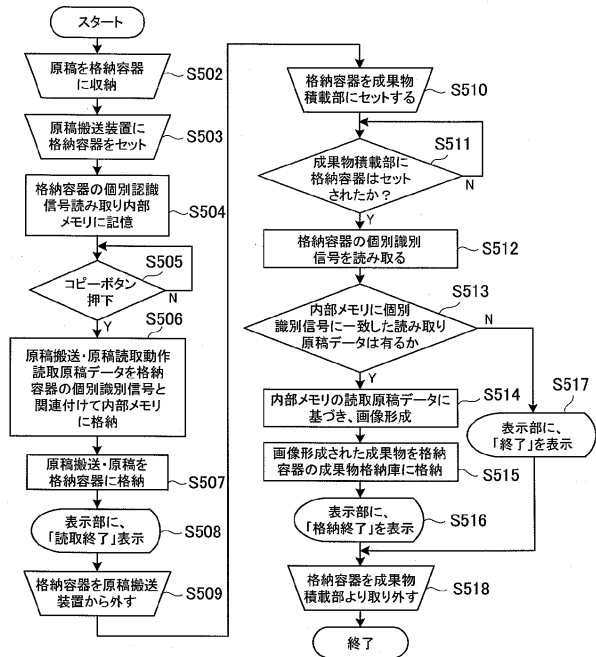 スタート
原稿を格納容器
に収納
S502
原稿搬送装置に
格納容器をセット
S503
格納容器の個別認識
信号読み取り内部
メモリに記憶
S504
コピーボタン
押下
S505
N
Y
S506
原稿搬送・原稿読取動作
読取原稿データを格納
容器の個別識別信号と
関連付けて内部メモリ
に格納
原稿搬送・原稿を
格納容器に格納
S507
表示部に、
「読取終了」表示
S508
格納容器を原稿搬送
装置から外す
S509
格納容器を成果物
積載部にセットする
S510
S511
成果物積載部に
格納容器はセット
されたか?
N
Y
格納容器の個別識別
信号を読み取る
S512
S513
内部メモリに個別
識別信号に一致した読み取り
原稿データは有るか
N
Y
内部メモリの読取原稿データに
基づき、画像形成
S514
画像形成された成果物を格納
容器の成果物格納庫に格納
S515
表示部に、
「格納終了」を表示
S516
S517
表示部に、
「終了」を表示
格納容器を成果物
積載部より取り外す
S518
終了